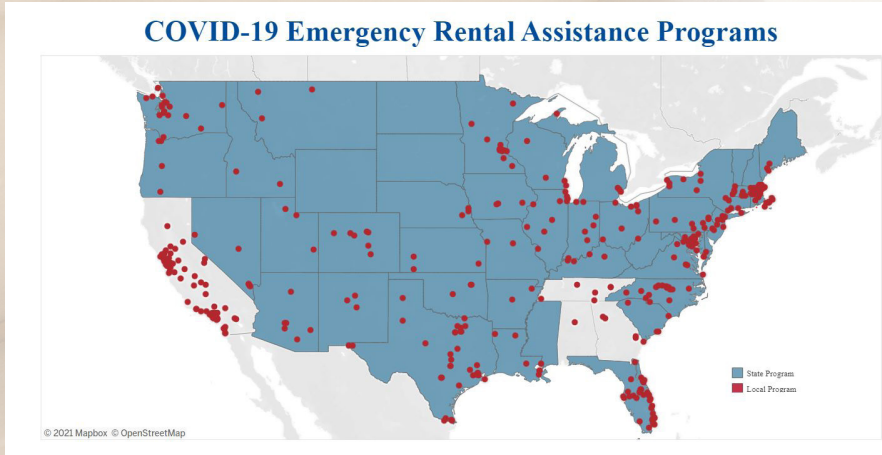 COVID-19 Emergency Rental Assistance Programs
State Program
Local Program
© 2021 Mapbox © OpenStreetMap